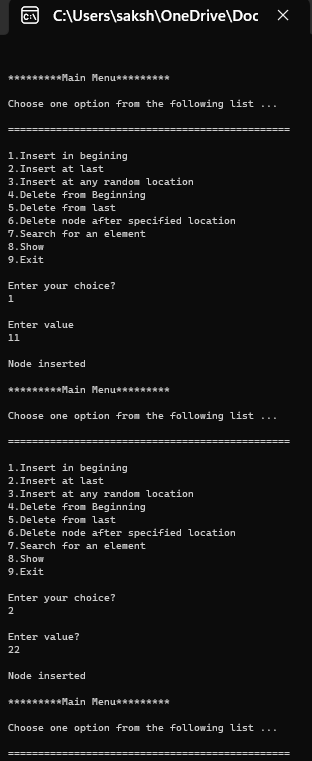 C:\Users\saksh\OneDrive\Doc
*********Main Menu*********
Choose one option from the following list ...
===============================================
1.Insert in begining
2.Insert at last
3.Insert at any random location
4.Delete from Beginning
5.Delete from last
6.Delete node after specified location
7.Search for an element
8.Show
9.Exit
Enter your choice?
1
Enter value
11
Node inserted
*********Main Menu*********
Choose one option from the following list ...
===============================================
1.Insert in begining
2.Insert at last
3.Insert at any random location
4.Delete from Beginning
5.Delete from last
6.Delete node after specified location
7.Search for an element
8.Show
9.Exit
Enter your choice?
2
Enter value?
22
Node inserted
*********Main Menu*********
Choose one option from the following list ...
===============================================